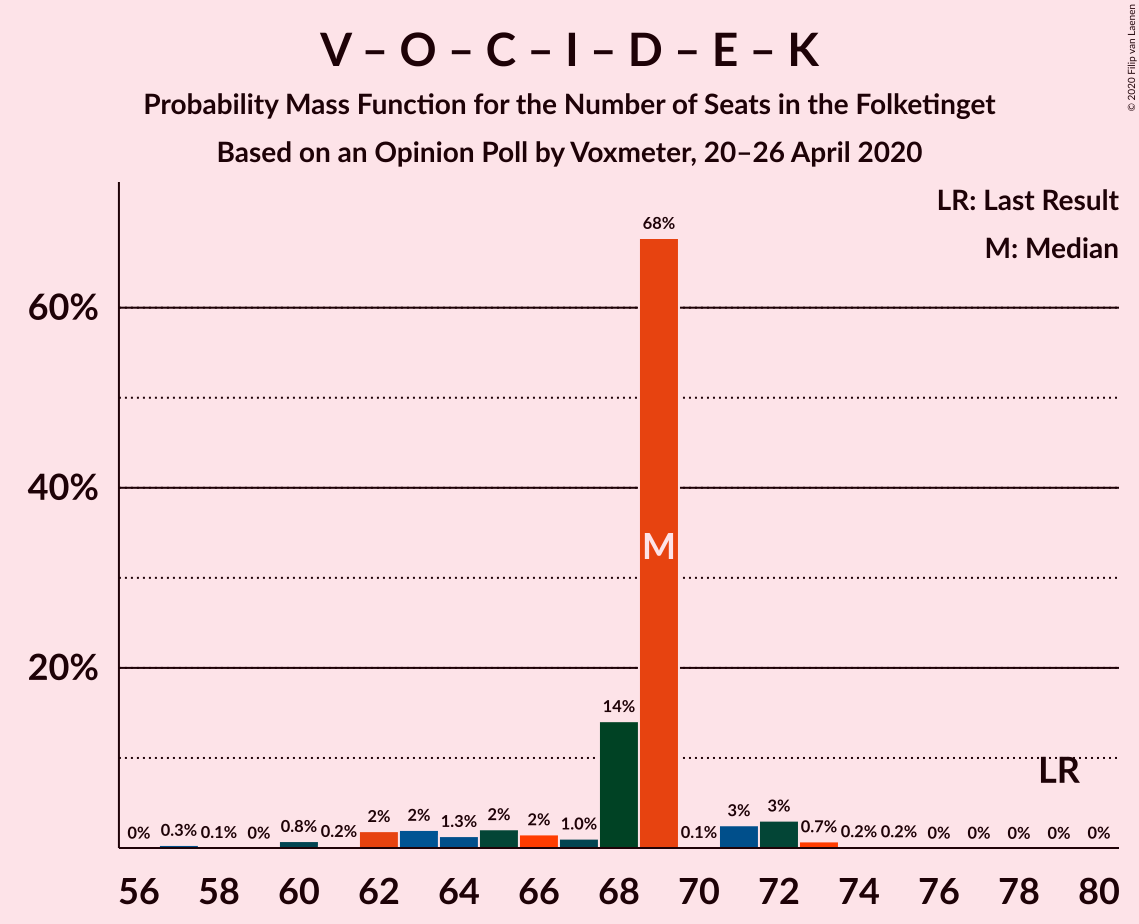 V – O – C – I – D – E – K
Probability Mass Function for the Number of Seats in the Folketinget
Based on an Opinion Poll by Voxmeter, 20–26 April 2020
© 2020 Filip van Laenen
LR: Last Result
M: Median
60%
40%
20%
0% 0.3% 0.1% 0% 0.8% 0.2% 2% 2% 1.3% 2% 2% 1.0% 14% 68% 0.1% 3% 3% 0.7% 0.2% 0.2% 0% 0% 0% 0% 0%
M
LR
56 58 60 62 64 66 68 70 72 74 76 78 80